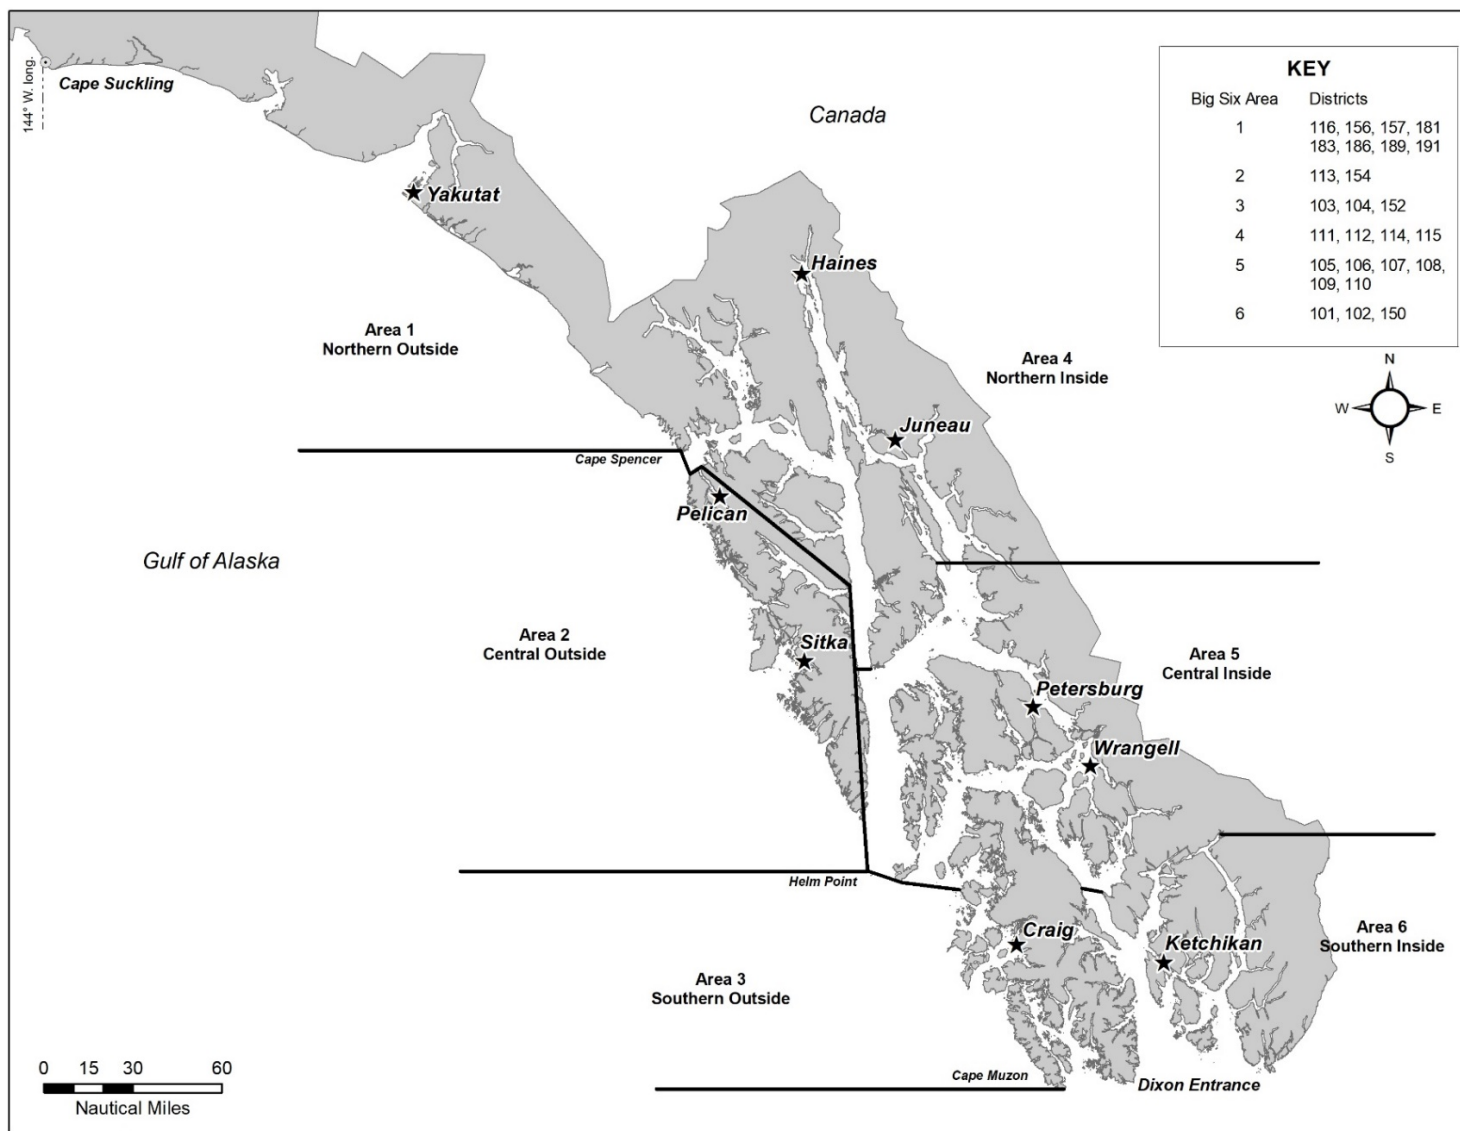 144° W. long.
Cape Suckling
Canada
KEY
Big Six Area Districts
1 116, 156, 157, 181
183, 186, 189, 191
2 113, 154
3 103, 104, 152
4 111, 112, 114, 115
5 105, 106, 107, 108,
109, 110
6 101, 102, 150
Yakutat
Haines
Area 1
Northern Outside
Area 4
Northern Inside
N
W E
S
Juneau
Cape Spencer
Pelican
Gulf of Alaska
Area 2
Central Outside
Sitka
Area 5
Central Inside
Petersburg
Wrangell
Helm Point
Craig
Ketchikan
Area 6
Southern Inside
Area 3
Southern Outside
0 15 30 60
Nautical Miles
Cape Muzon
Dixon Entrance